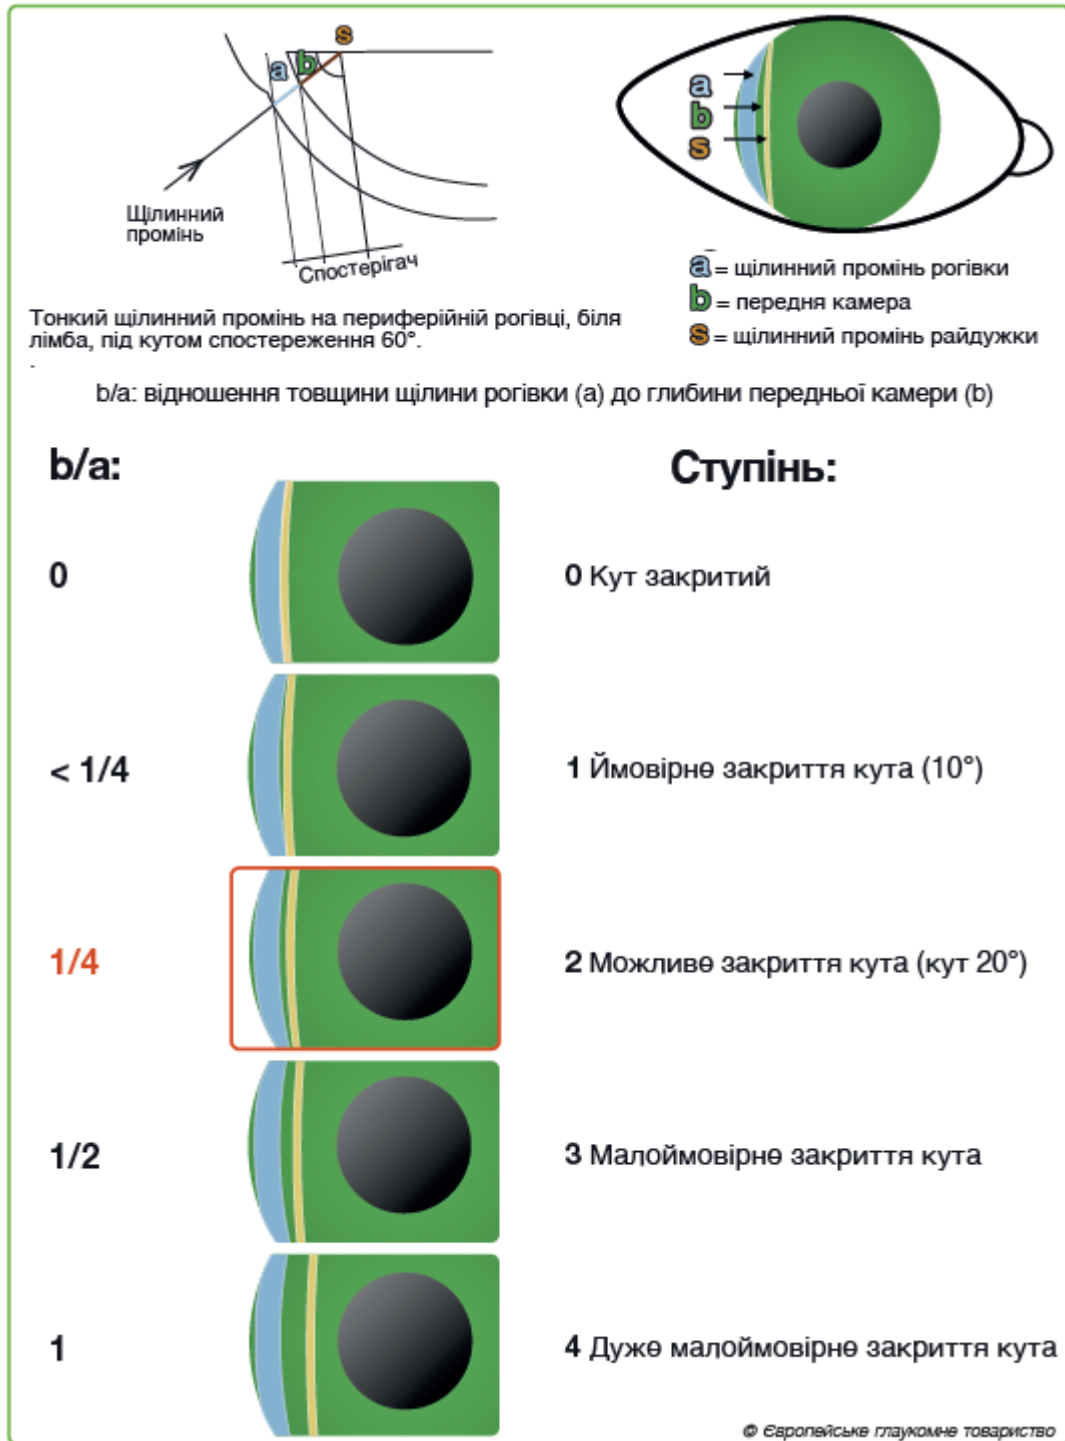 s
a b
Щілинний
промінь
Спостерігач
a
b
s
a = щілинний промінь рогівки
b = передня камера
s = щілинний промінь райдужки
Тонкий щілинний промінь на периферійній рогівці, біля
лімба, під кутом спостереження 60°.
.
b/a: відношення товщини щілини рогівки (a) до глибини передньої камери (b)
b/a: Ступінь:
0 0 Кут закритий
< 1/4 1 Ймовірне закриття кута (10°)
1/4 2 Можливе закриття кута (кут 20°)
1/2 3 Малоймовірне закриття кута
1 4 Дуже малоймовірне закриття кута
© Європейське глаукомне товариство